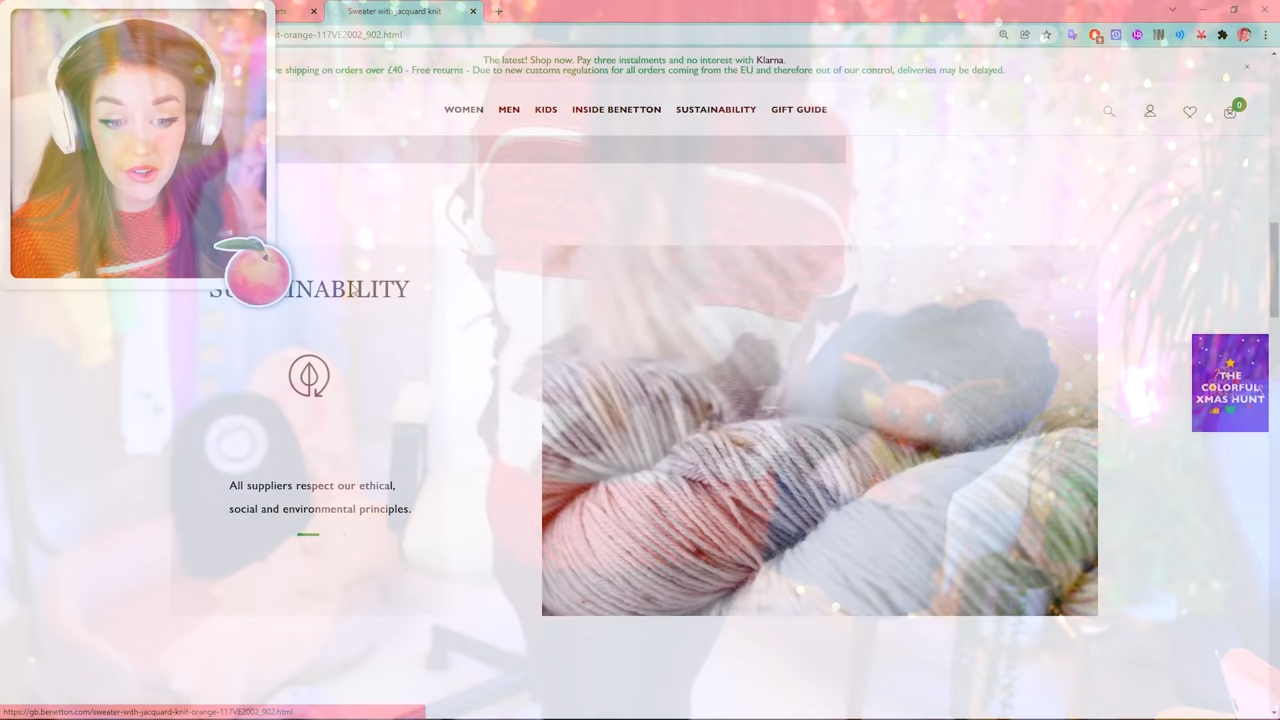 erts
Sweater with jacquard knit
it-orange-117VE2002_902.html
The latest! Shop now. Pay three instalments and no interest with Klarna.
ee shipping on orders over £40 - Free returns - Due to new customs regulations for all orders coming from the EU and therefore out of our control, deliveries may be delayed.
WOMEN MEN KIDS INSIDE BENETTON SUSTAINABILITY GIFT GUIDE
0
INABILITY
THE
COLORFUL
XMAS HUNT
All suppliers respect our ethical,
social and environmental principles.
https://gb.benetton.com/sweater-with-jacquard-knit-orange-117VE2002_902.html